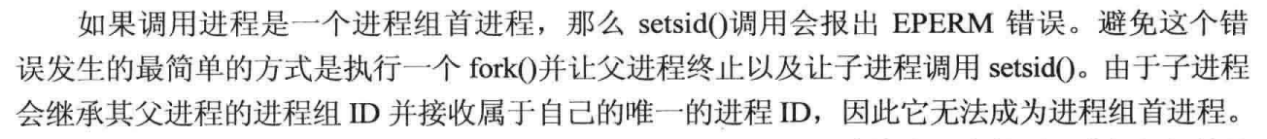 如果调用进程是一个进程组首进程，那么 setsid()调用会报出 EPERM 错误。避免这个错
误发生的最简单的方式是执行一个 fork()并让父进程终止以及让子进程调用 setsid()。由于子进程
会继承其父进程的进程组 ID 并接收属于自己的唯一的进程 ID，因此它无法成为进程组首进程。